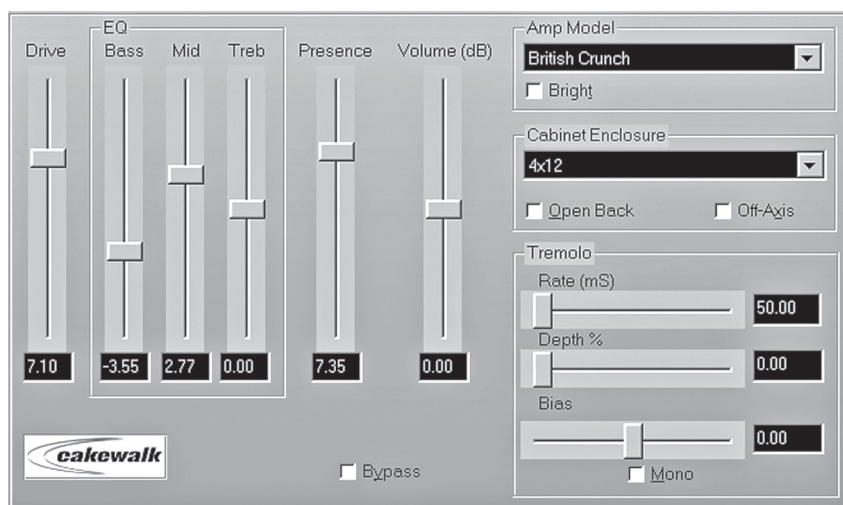 EQ
Drive Bass Mid Treb Presence Volume (dB)
7.10 -3.55 2.77 0.00 7.35 0.00
cakewalk
Bypass
Amp Model
British Crunch
Bright
Cabinet Enclosure
4x12
Open Back Off-Axis
Tremolo
Rate (mS)
50.00
Depth %
0.00
Bias
0.00
Mono